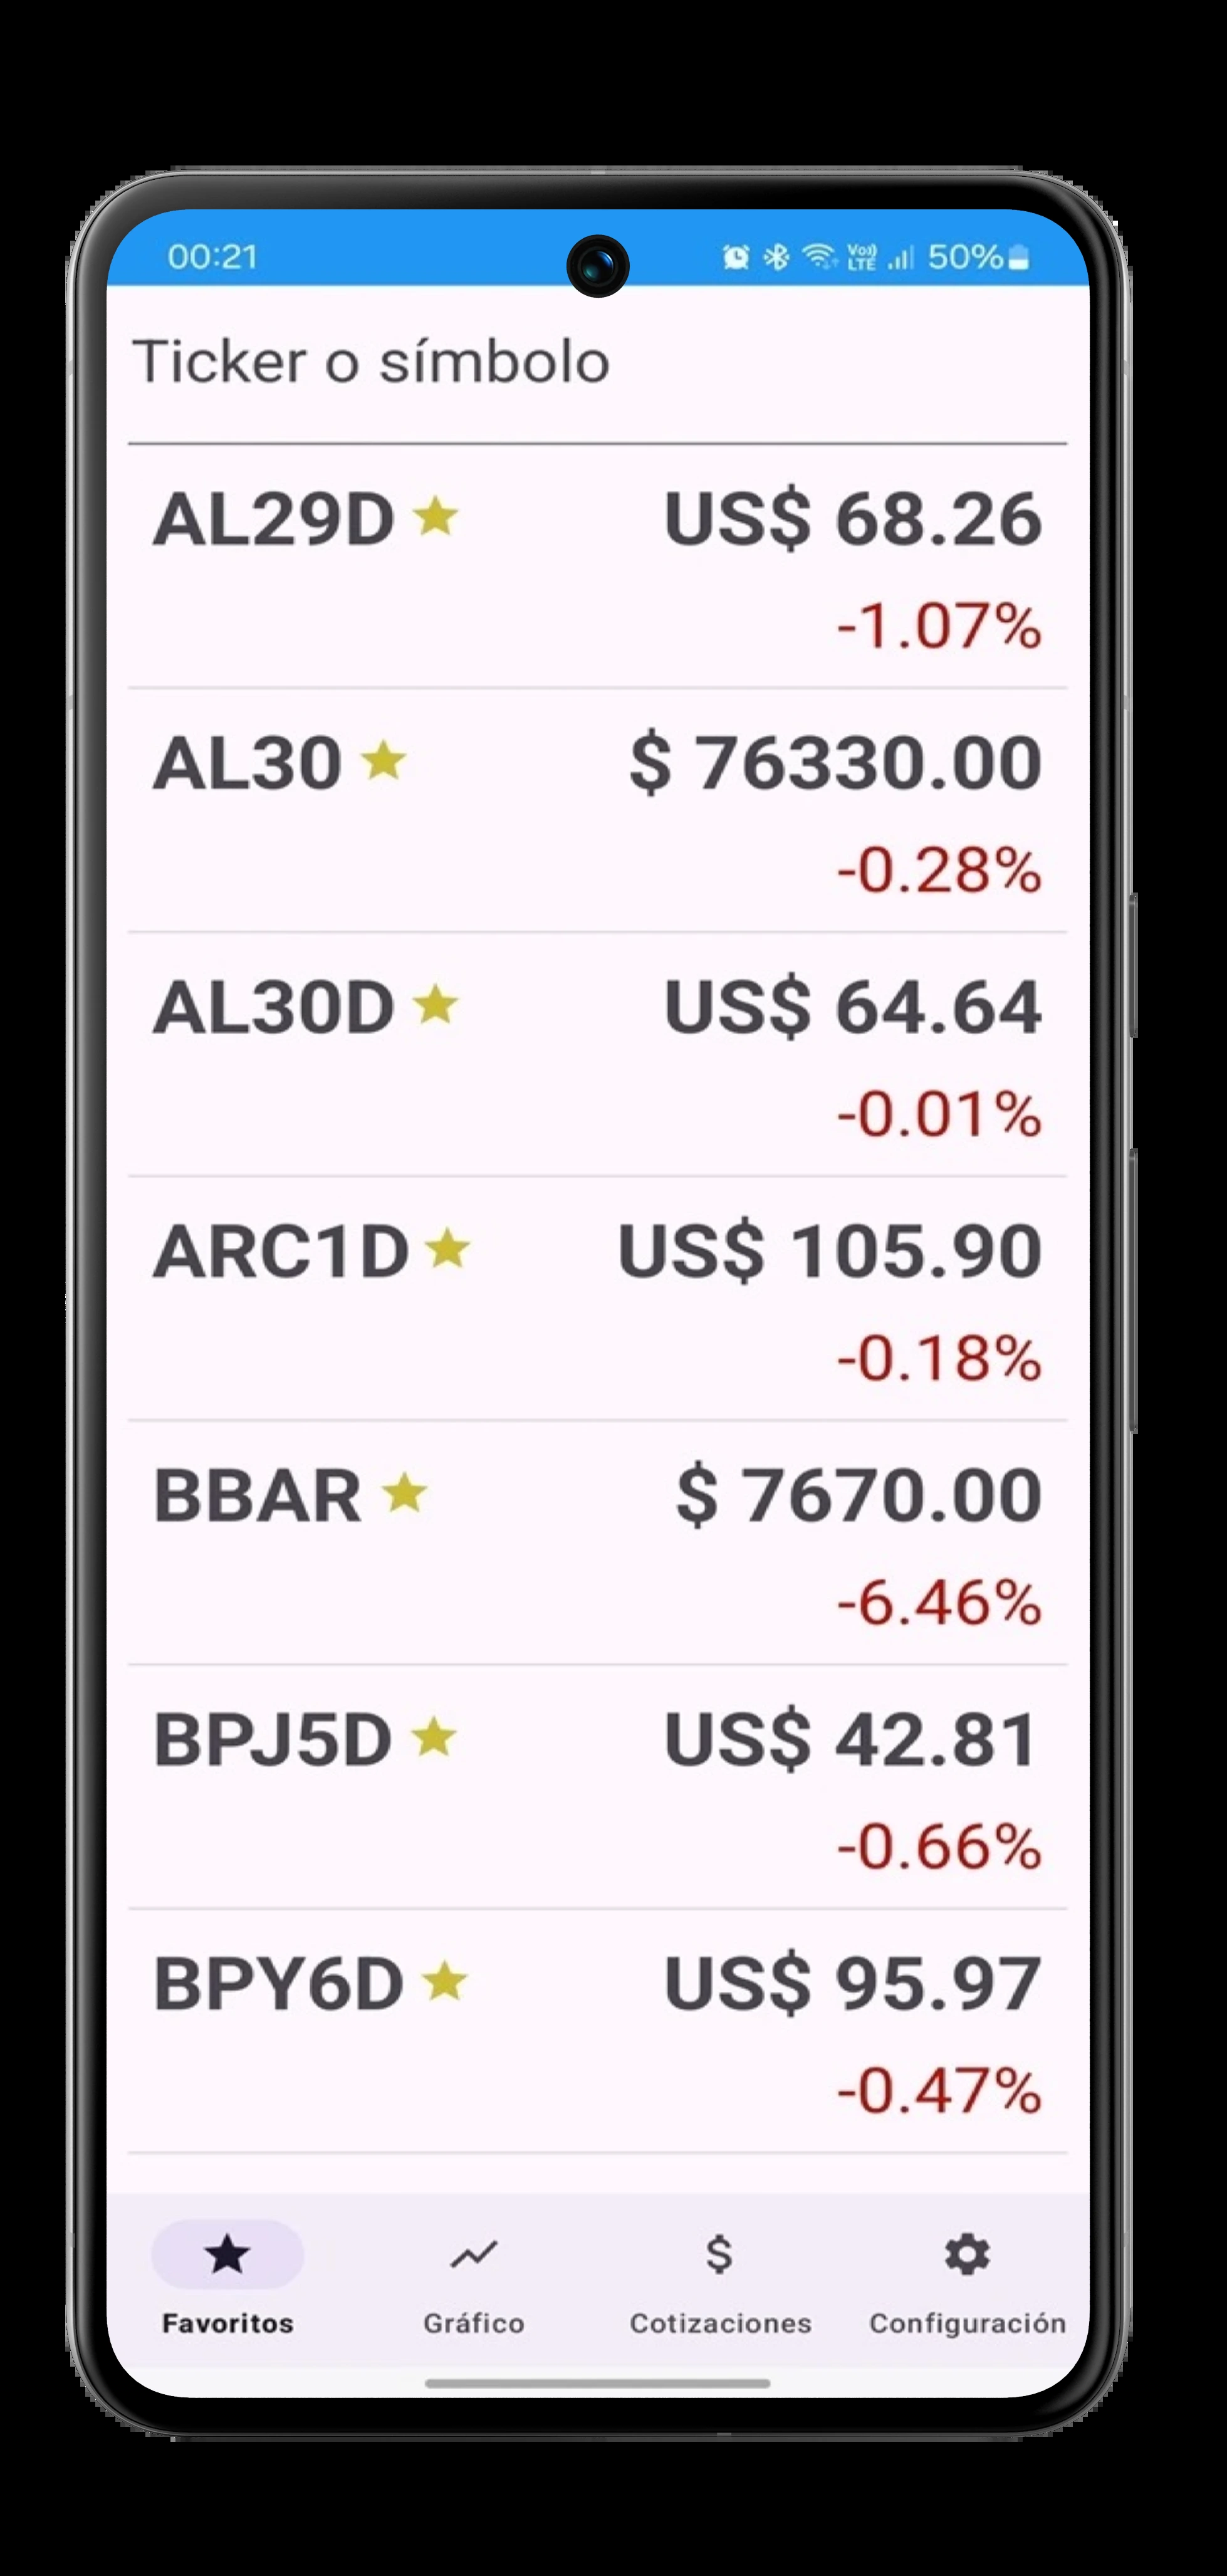 00:21 Vo)) LTE 50%
Ticker o símbolo
AL29D US$ 68.26
-1.07%
AL30 $ 76330.00
-0.28%
AL30D US$ 64.64
-0.01%
ARC1D US$ 105.90
-0.18%
BBAR $ 7670.00
-6.46%
BPJ5D US$ 42.81
-0.66%
BPY6D US$ 95.97
-0.47%
$
Favoritos Gráfico Cotizaciones Configuración